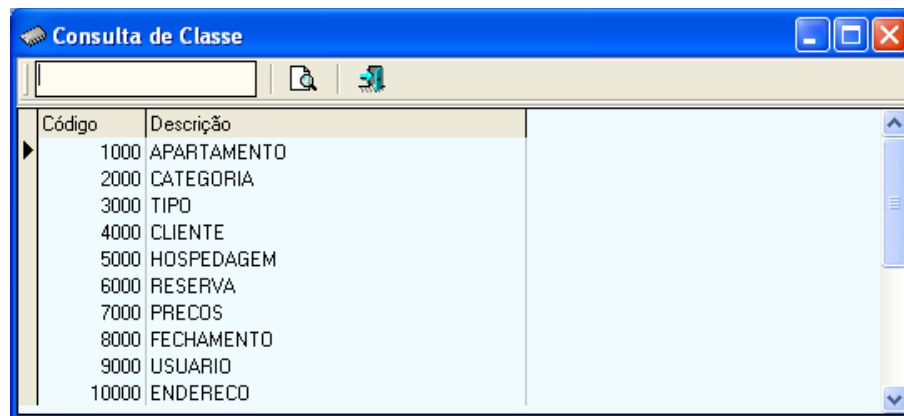 Consulta de Classe
Código Descrição
1000 APARTAMENTO
2000 CATEGORIA
3000 TIPO
4000 CLIENTE
5000 HOSPEDAGEM
6000 RESERVA
7000 PRECOS
8000 FECHAMENTO
9000 USUARIO
10000 ENDERECO